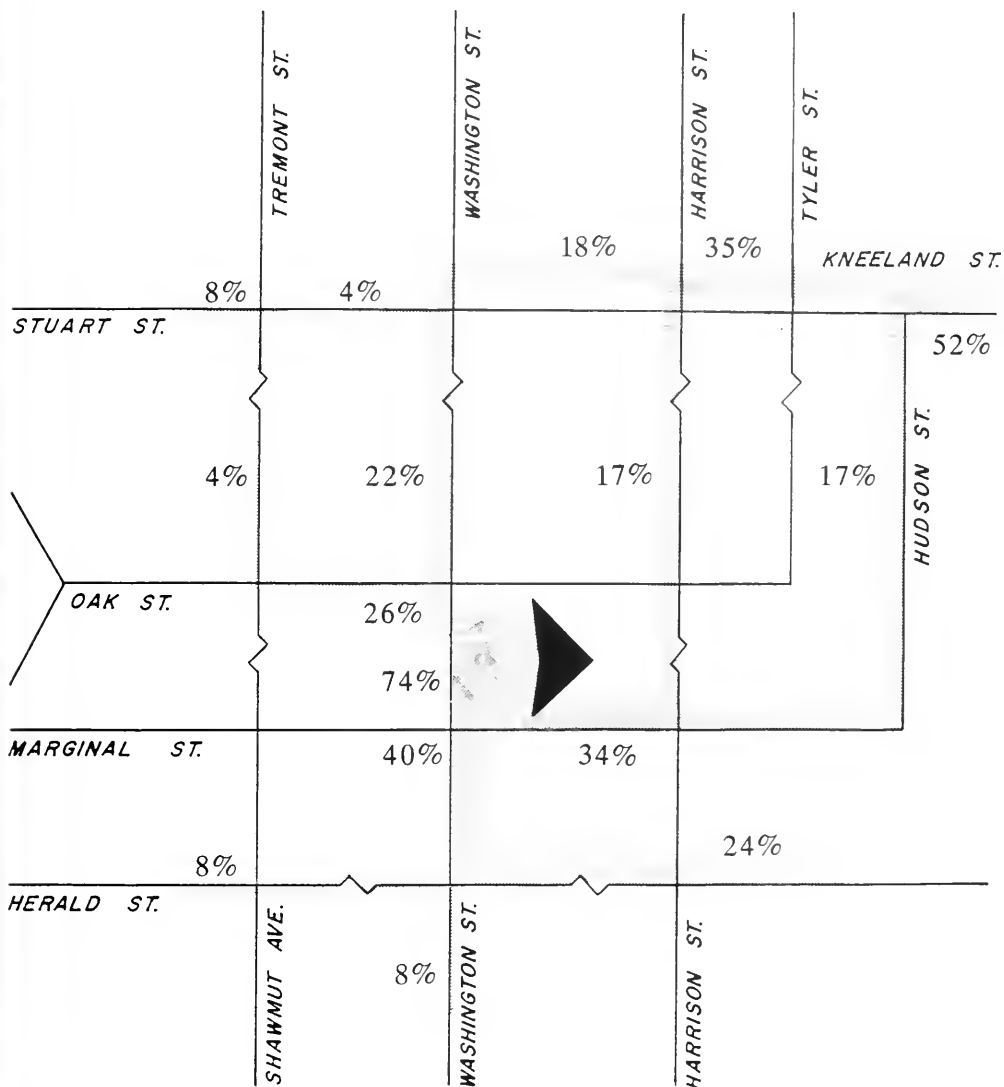 TREMONT ST.
WASHINGTON ST.
HARRISON ST.
TYLER ST.
18%
35%
KNEELAND ST.
8%
4%
STUART ST.
52%
4%
22%
17%
17%
HUDSON ST.
OAK ST.
26%
74%
MARGINAL ST.
40%
34%
24%
8%
HERALD ST.
SHAWMUT AVE.
8%
WASHINGTON ST.
HARRISON ST.